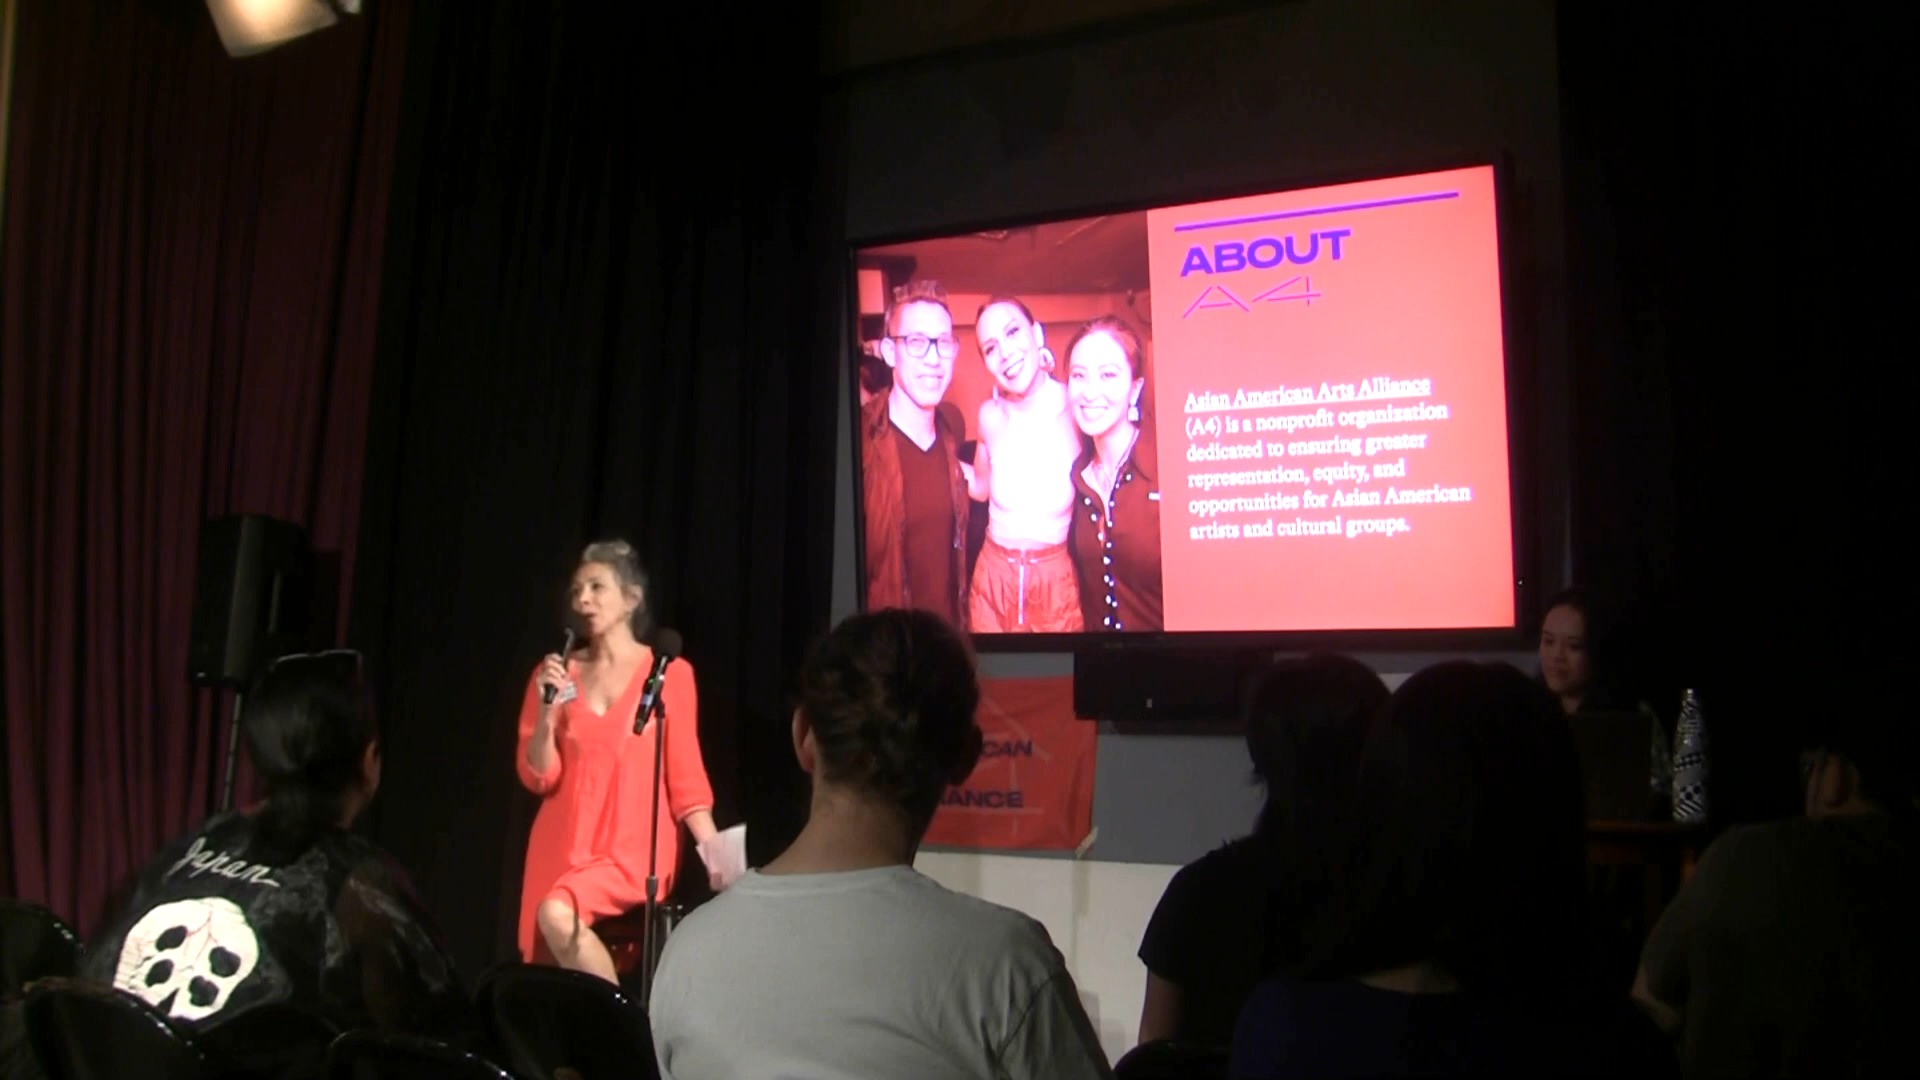 ABOUT
A4
Asian American Arts Alliance
(A4) is a nonprofit organization
dedicated to ensuring greater
representation, equity, and
opportunities for Asian American
artists and cultural groups.
Japan